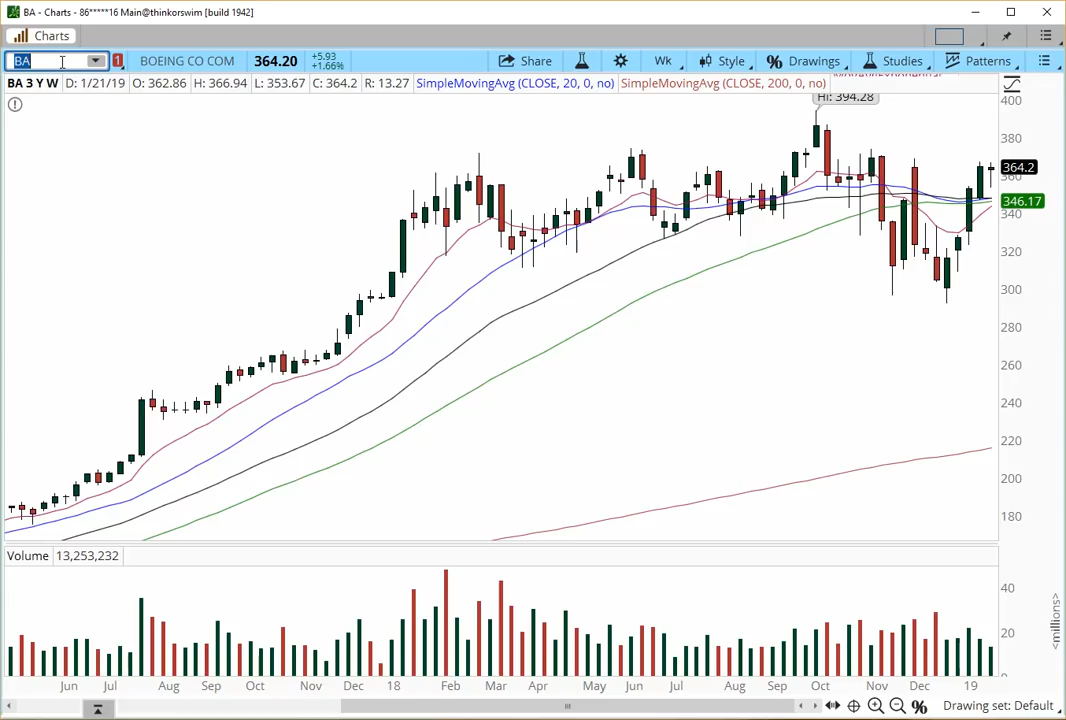 BA - Charts - 86*****16 Main@thinkorswim [build 1942]
Charts
BA 1 BOEING CO COM 364.20 +5.93 +1.66% Share Wk Style Drawings Studies Patterns
BA 3 Y W D: 1/21/19 O: 362.86 H: 366.94 L: 353.67 C: 364.2 R: 13.27 SimpleMovingAvg (CLOSE, 20, 0, no) SimpleMovingAvg (CLOSE, 200, 0, no)
Hi: 394.28
400
380
364.2
360
346.17
340
320
300
280
260
240
220
200
180
Volume 13,253,232
40
20
<millions>
Jun Jul Aug Sep Oct Nov Dec 18 Feb Mar Apr May Jun Jul Aug Sep Oct Nov Dec 19
Drawing set: Default